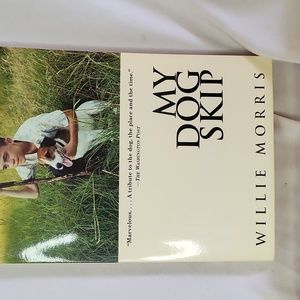 MY
DOG
SKIP
WILLIE MORRIS
"Marvelous. . . . A tribute to the dog, the place and the time."
—THE WASHINGTON POST